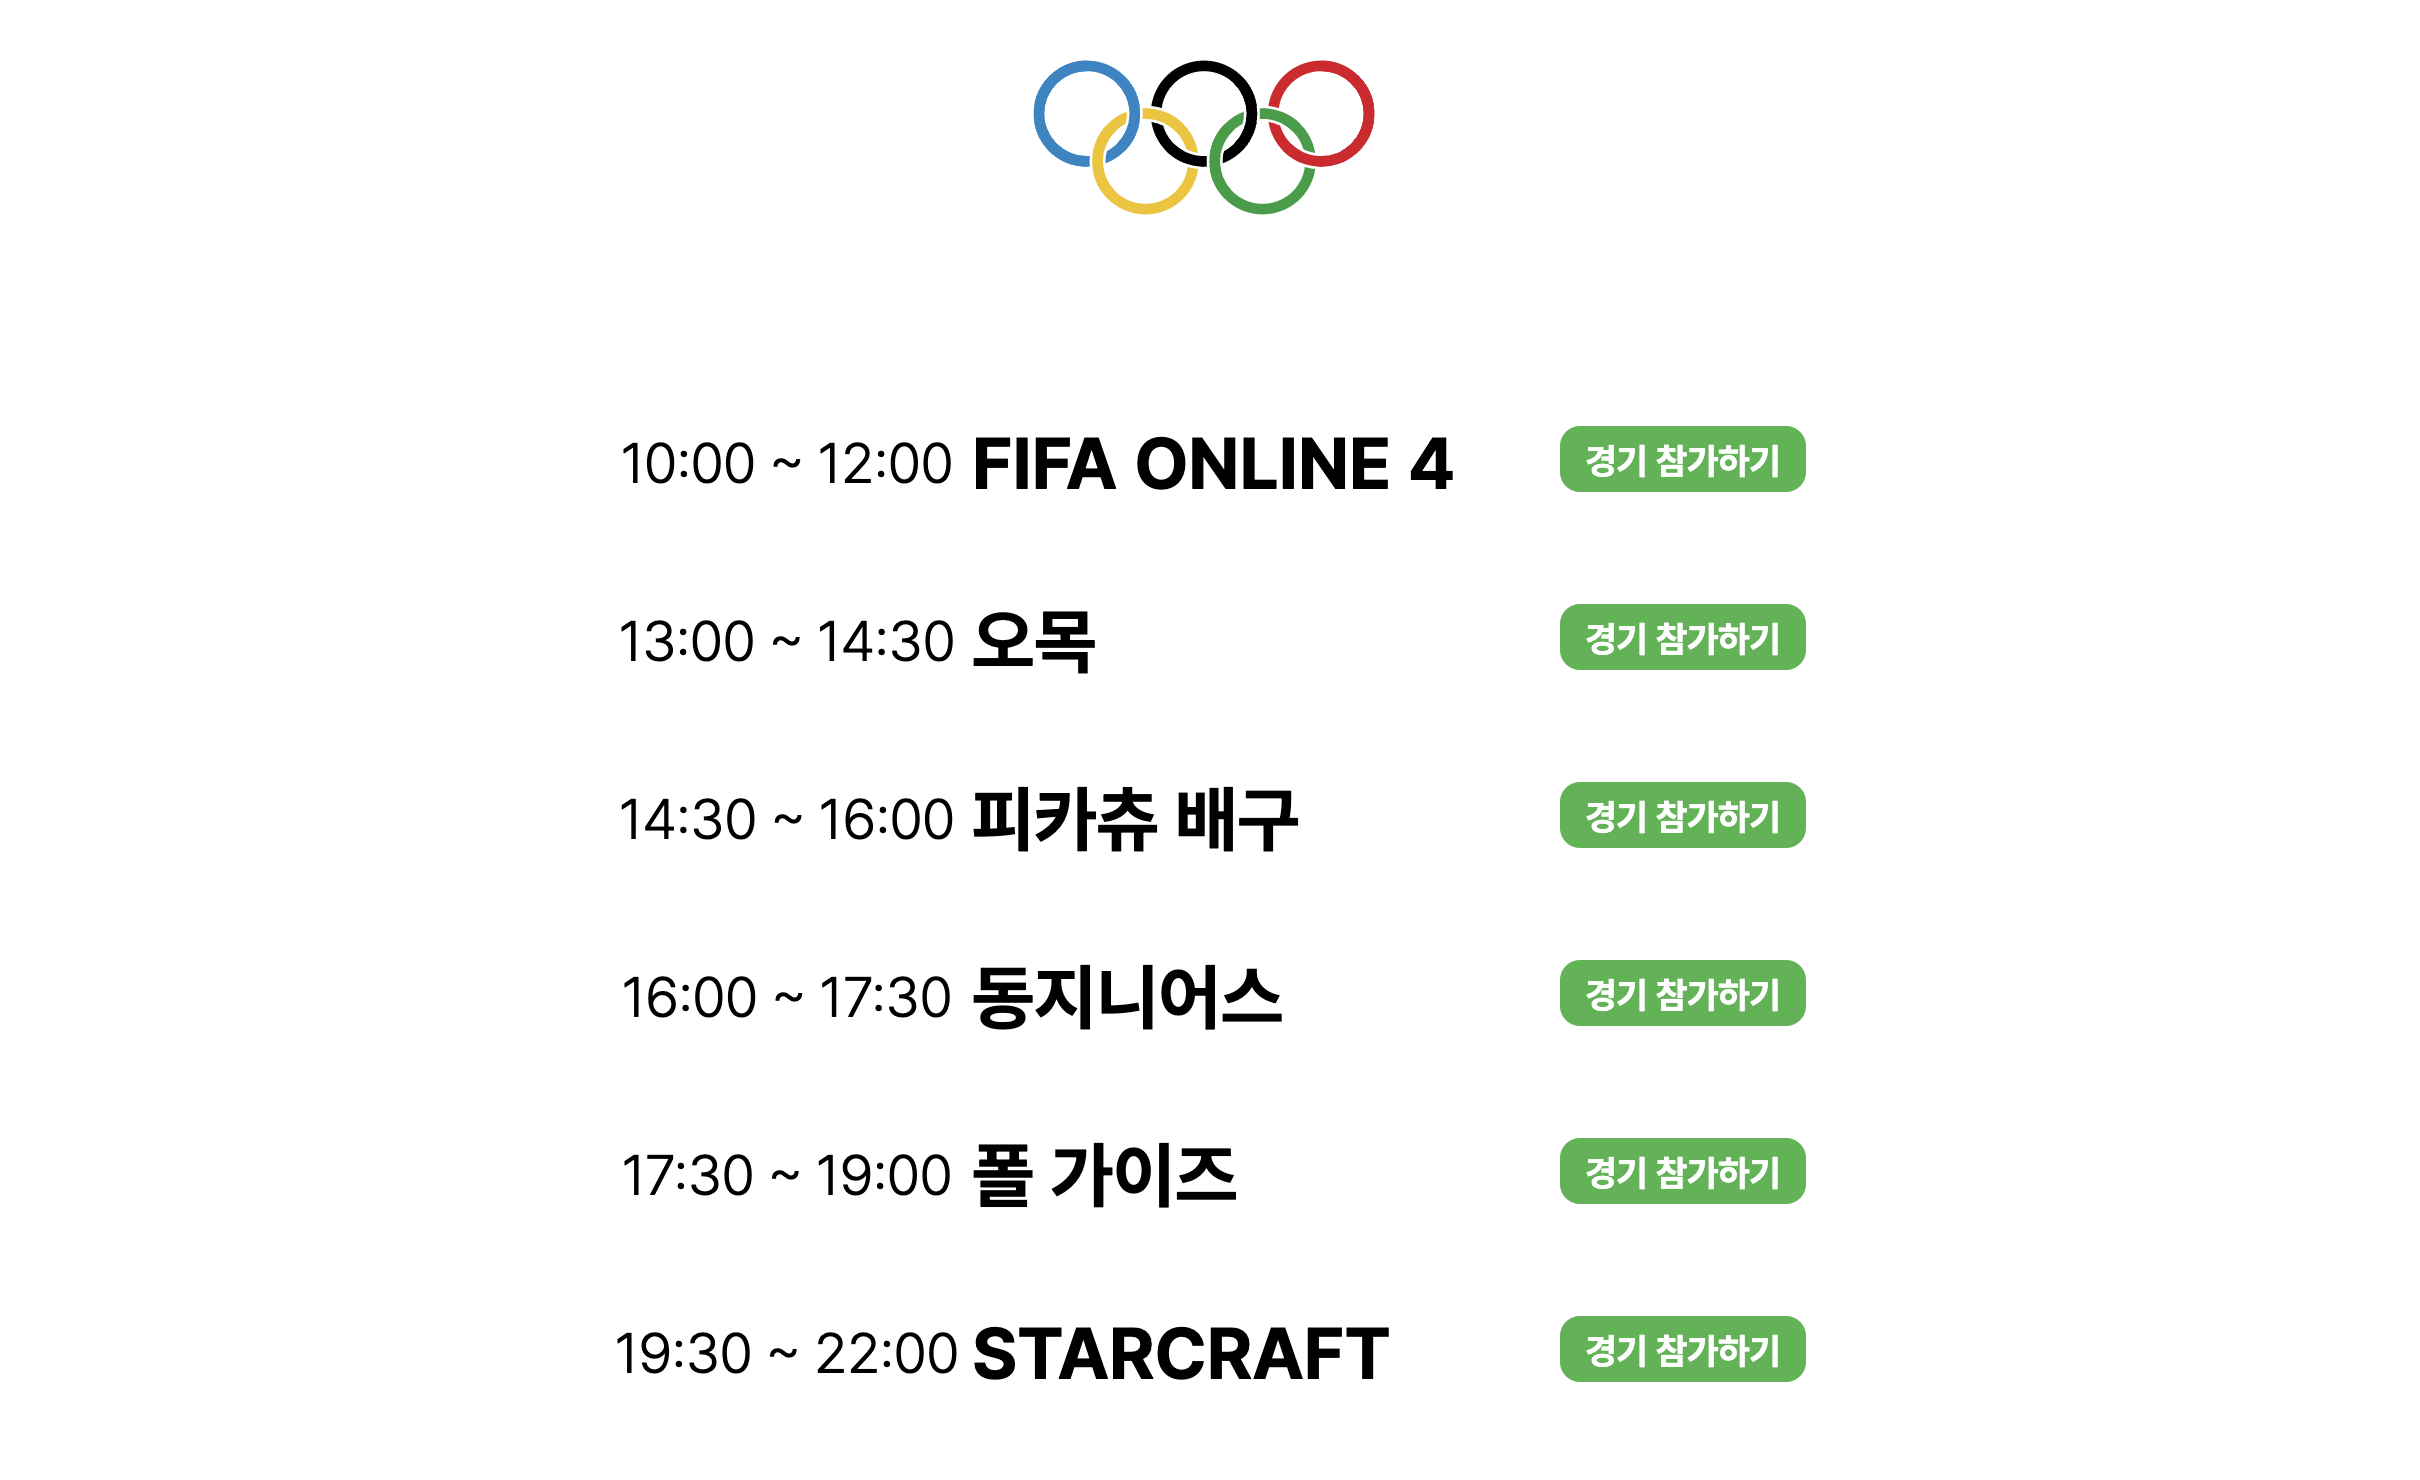 10:00 ~ 12:00 FIFA ONLINE 4 경기 참가하기
13:00 ~ 14:30 오목 경기 참가하기
14:30 ~ 16:00 피카츄 배구 경기 참가하기
16:00 ~ 17:30 동지니어스 경기 참가하기
17:30 ~ 19:00 폴 가이즈 경기 참가하기
19:30 ~ 22:00 STARCRAFT 경기 참가하기